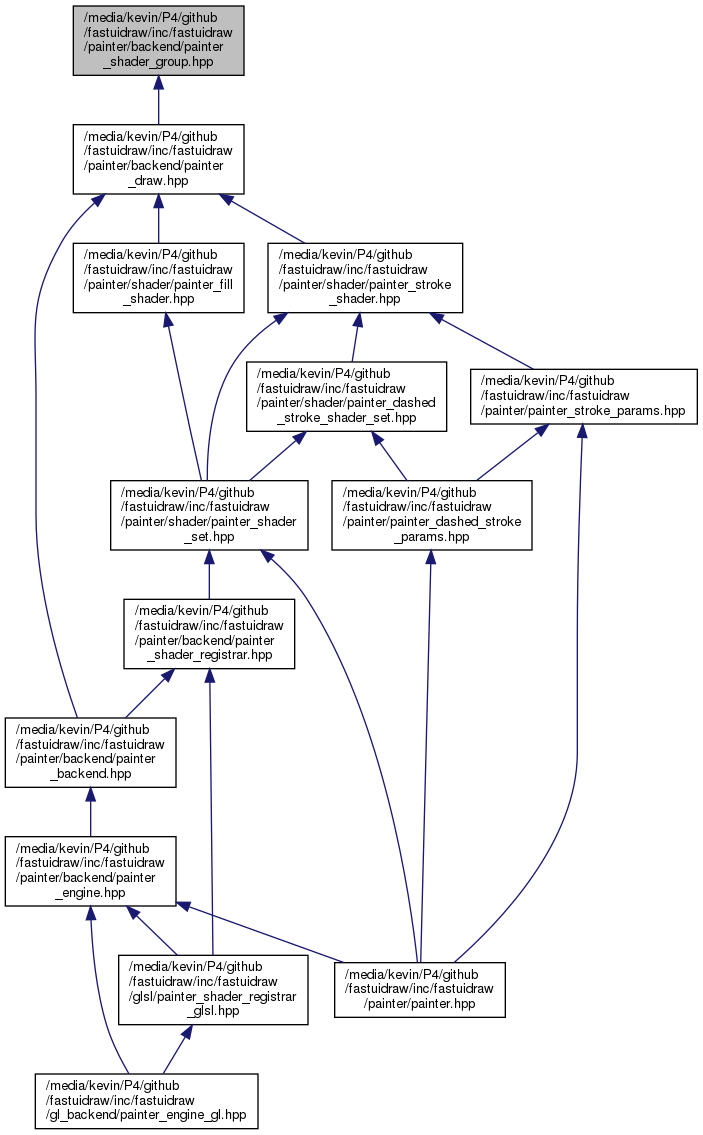 /media/kevin/P4/github
/fastuidraw/inc/fastuidraw
/painter/backend/painter
_shader_group.hpp
/media/kevin/P4/github
/fastuidraw/inc/fastuidraw
/painter/backend/painter
_draw.hpp
/media/kevin/P4/github
/fastuidraw/inc/fastuidraw
/painter/shader/painter_fill
_shader.hpp
/media/kevin/P4/github
/fastuidraw/inc/fastuidraw
/painter/shader/painter_stroke
_shader.hpp
/media/kevin/P4/github
/fastuidraw/inc/fastuidraw
/painter/shader/painter_dashed
_stroke_shader_set.hpp
/media/kevin/P4/github
/fastuidraw/inc/fastuidraw
/painter/painter_stroke_params.hpp
/media/kevin/P4/github
/fastuidraw/inc/fastuidraw
/painter/shader/painter_shader
_set.hpp
/media/kevin/P4/github
/fastuidraw/inc/fastuidraw
/painter/painter_dashed_stroke
_params.hpp
/media/kevin/P4/github
/fastuidraw/inc/fastuidraw
/painter/backend/painter
_shader_registrar.hpp
/media/kevin/P4/github
/fastuidraw/inc/fastuidraw
/painter/backend/painter
_backend.hpp
/media/kevin/P4/github
/fastuidraw/inc/fastuidraw
/painter/backend/painter
_engine.hpp
/media/kevin/P4/github
/fastuidraw/inc/fastuidraw
/glsl/painter_shader_registrar
_glsl.hpp
/media/kevin/P4/github
/fastuidraw/inc/fastuidraw
/painter/painter.hpp
/media/kevin/P4/github
/fastuidraw/inc/fastuidraw
/gl_backend/painter_engine_gl.hpp